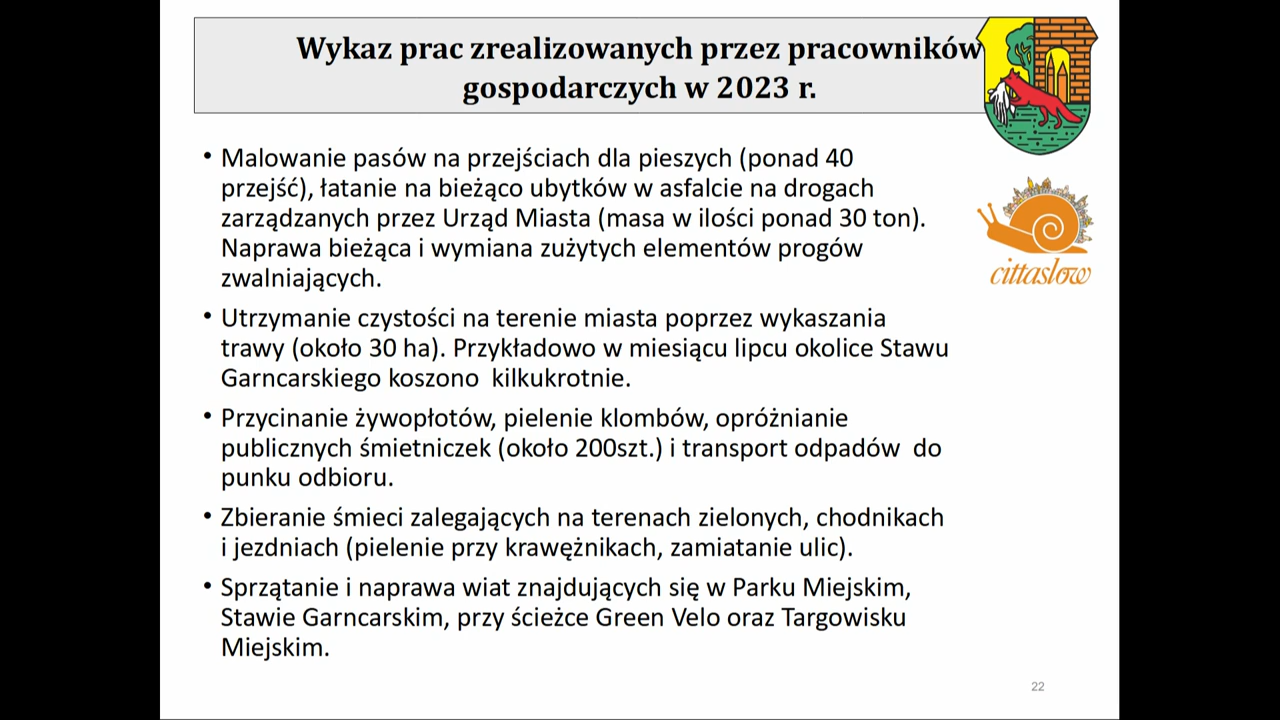 Wykaz prac zrealizowanych przez pracowników
gospodarczych w 2023 r.
• Malowanie pasów na przejściach dla pieszych (ponad 40
przejść), łatanie na bieżąco ubytków w asfalcie na drogach
zarządzanych przez Urząd Miasta (masa w ilości ponad 30 ton).
Naprawa bieżąca i wymiana zużytych elementów progów
zwalniających.
• Utrzymanie czystości na terenie miasta poprzez wykaszania
trawy (około 30 ha). Przykładowo w miesiącu lipcu okolice Stawu
Garncarskiego koszono  kilkukrotnie.
• Przycinanie żywopłotów, pielenie klombów, opróżnianie
publicznych śmietniczek (około 200szt.) i transport odpadów  do
punku odbioru.
• Zbieranie śmieci zalegających na terenach zielonych, chodnikach
i jezdniach (pielenie przy krawężnikach, zamiatanie ulic).
• Sprzątanie i naprawa wiat znajdujących się w Parku Miejskim,
Stawie Garncarskim, przy ścieżce Green Velo oraz Targowisku
Miejskim.
cittaslow
22